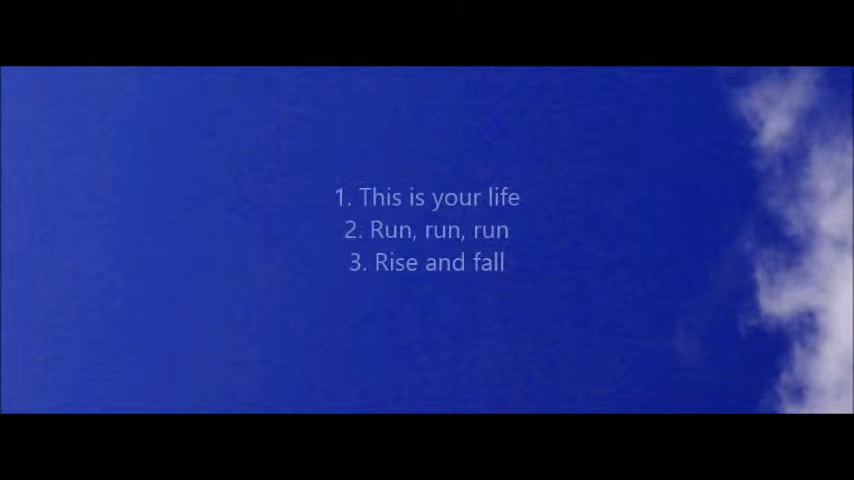 1. This is your life
2. Run, run, run
3. Rise and fall